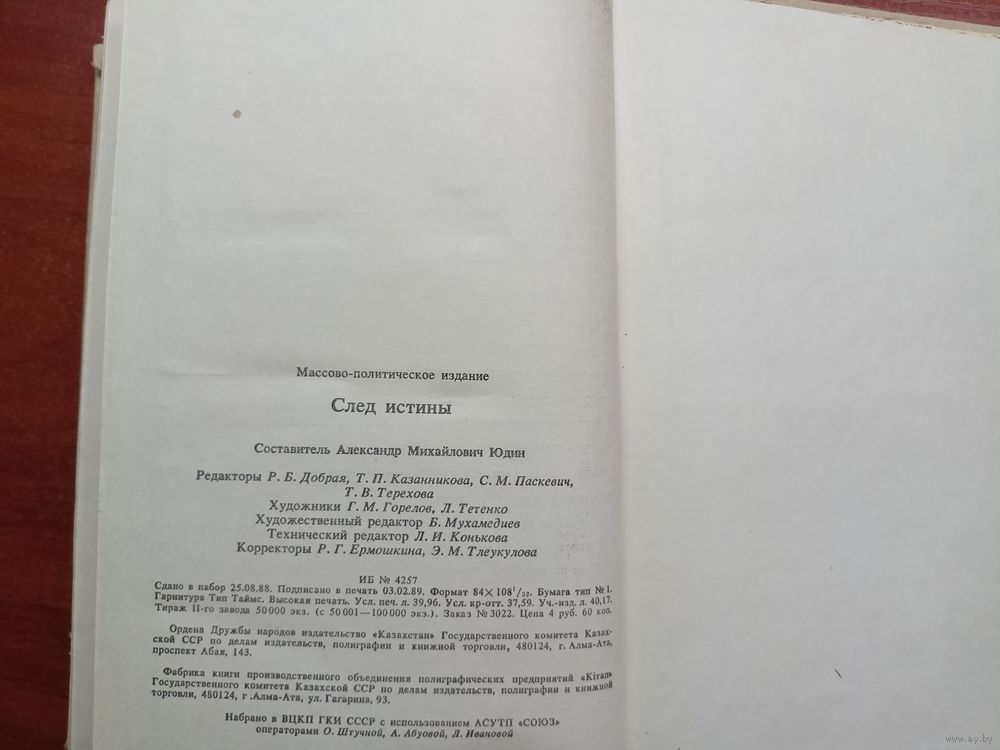 Массово-политическое издание
След истины
Составитель Александр Михайлович Юдин
Редакторы Р. Б. Добрая, Т. П. Казанникова, С. М. Паскевич,
Т. В. Терехова
Художники Г. М. Горелов, Л. Тетенко
Художественный редактор Б. Мухамедиев
Технический редактор Л. И. Конькова
Корректоры Р. Г. Ермошкина, Э. М. Тлеукулова
ИБ № 4257
Сдано в набор 25.08.88. Подписано в печать 03.02.89. Формат 84×108¹/₃₂. Бумага тип №1.
Гарнитура Тип Таймс. Высокая печать. Усл. печ. л. 39,96. Усл. кр-отт. 37,59. Уч.-изд. л. 40,17.
Тираж II-го завода 50 000 экз. (с 50 001—100 000 экз.). Заказ № 3022. Цена 4 руб. 60 коп.
Ордена Дружбы народов издательство «Казахстан» Государственного комитета Казах-
ской ССР по делам издательств, полиграфии и книжной торговли, 480124, г. Алма-Ата,
проспект Абая, 143.
Фабрика книги производственного объединения полиграфических предприятий «Кітап»
Государственного комитета Казахской ССР по делам издательств, полиграфии и книжной
торговли, 480124, г .Алма-Ата, ул. Гагарина, 93.
Набрано в ВЦКП ГКИ СССР с использованием АСУТП «СОЮЗ»
операторами О. Штучной, А. Абуовой, Л. Ивановой
www.ay.by